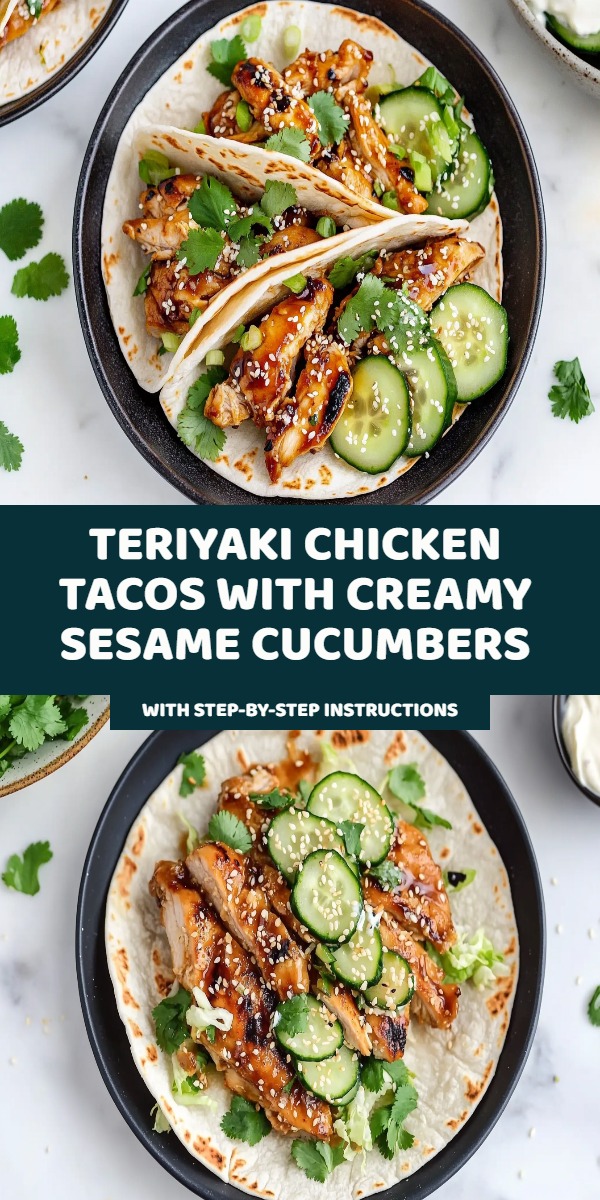 TERIYAKI CHICKEN
TACOS WITH CREAMY
SESAME CUCUMBERS
WITH STEP-BY-STEP INSTRUCTIONS